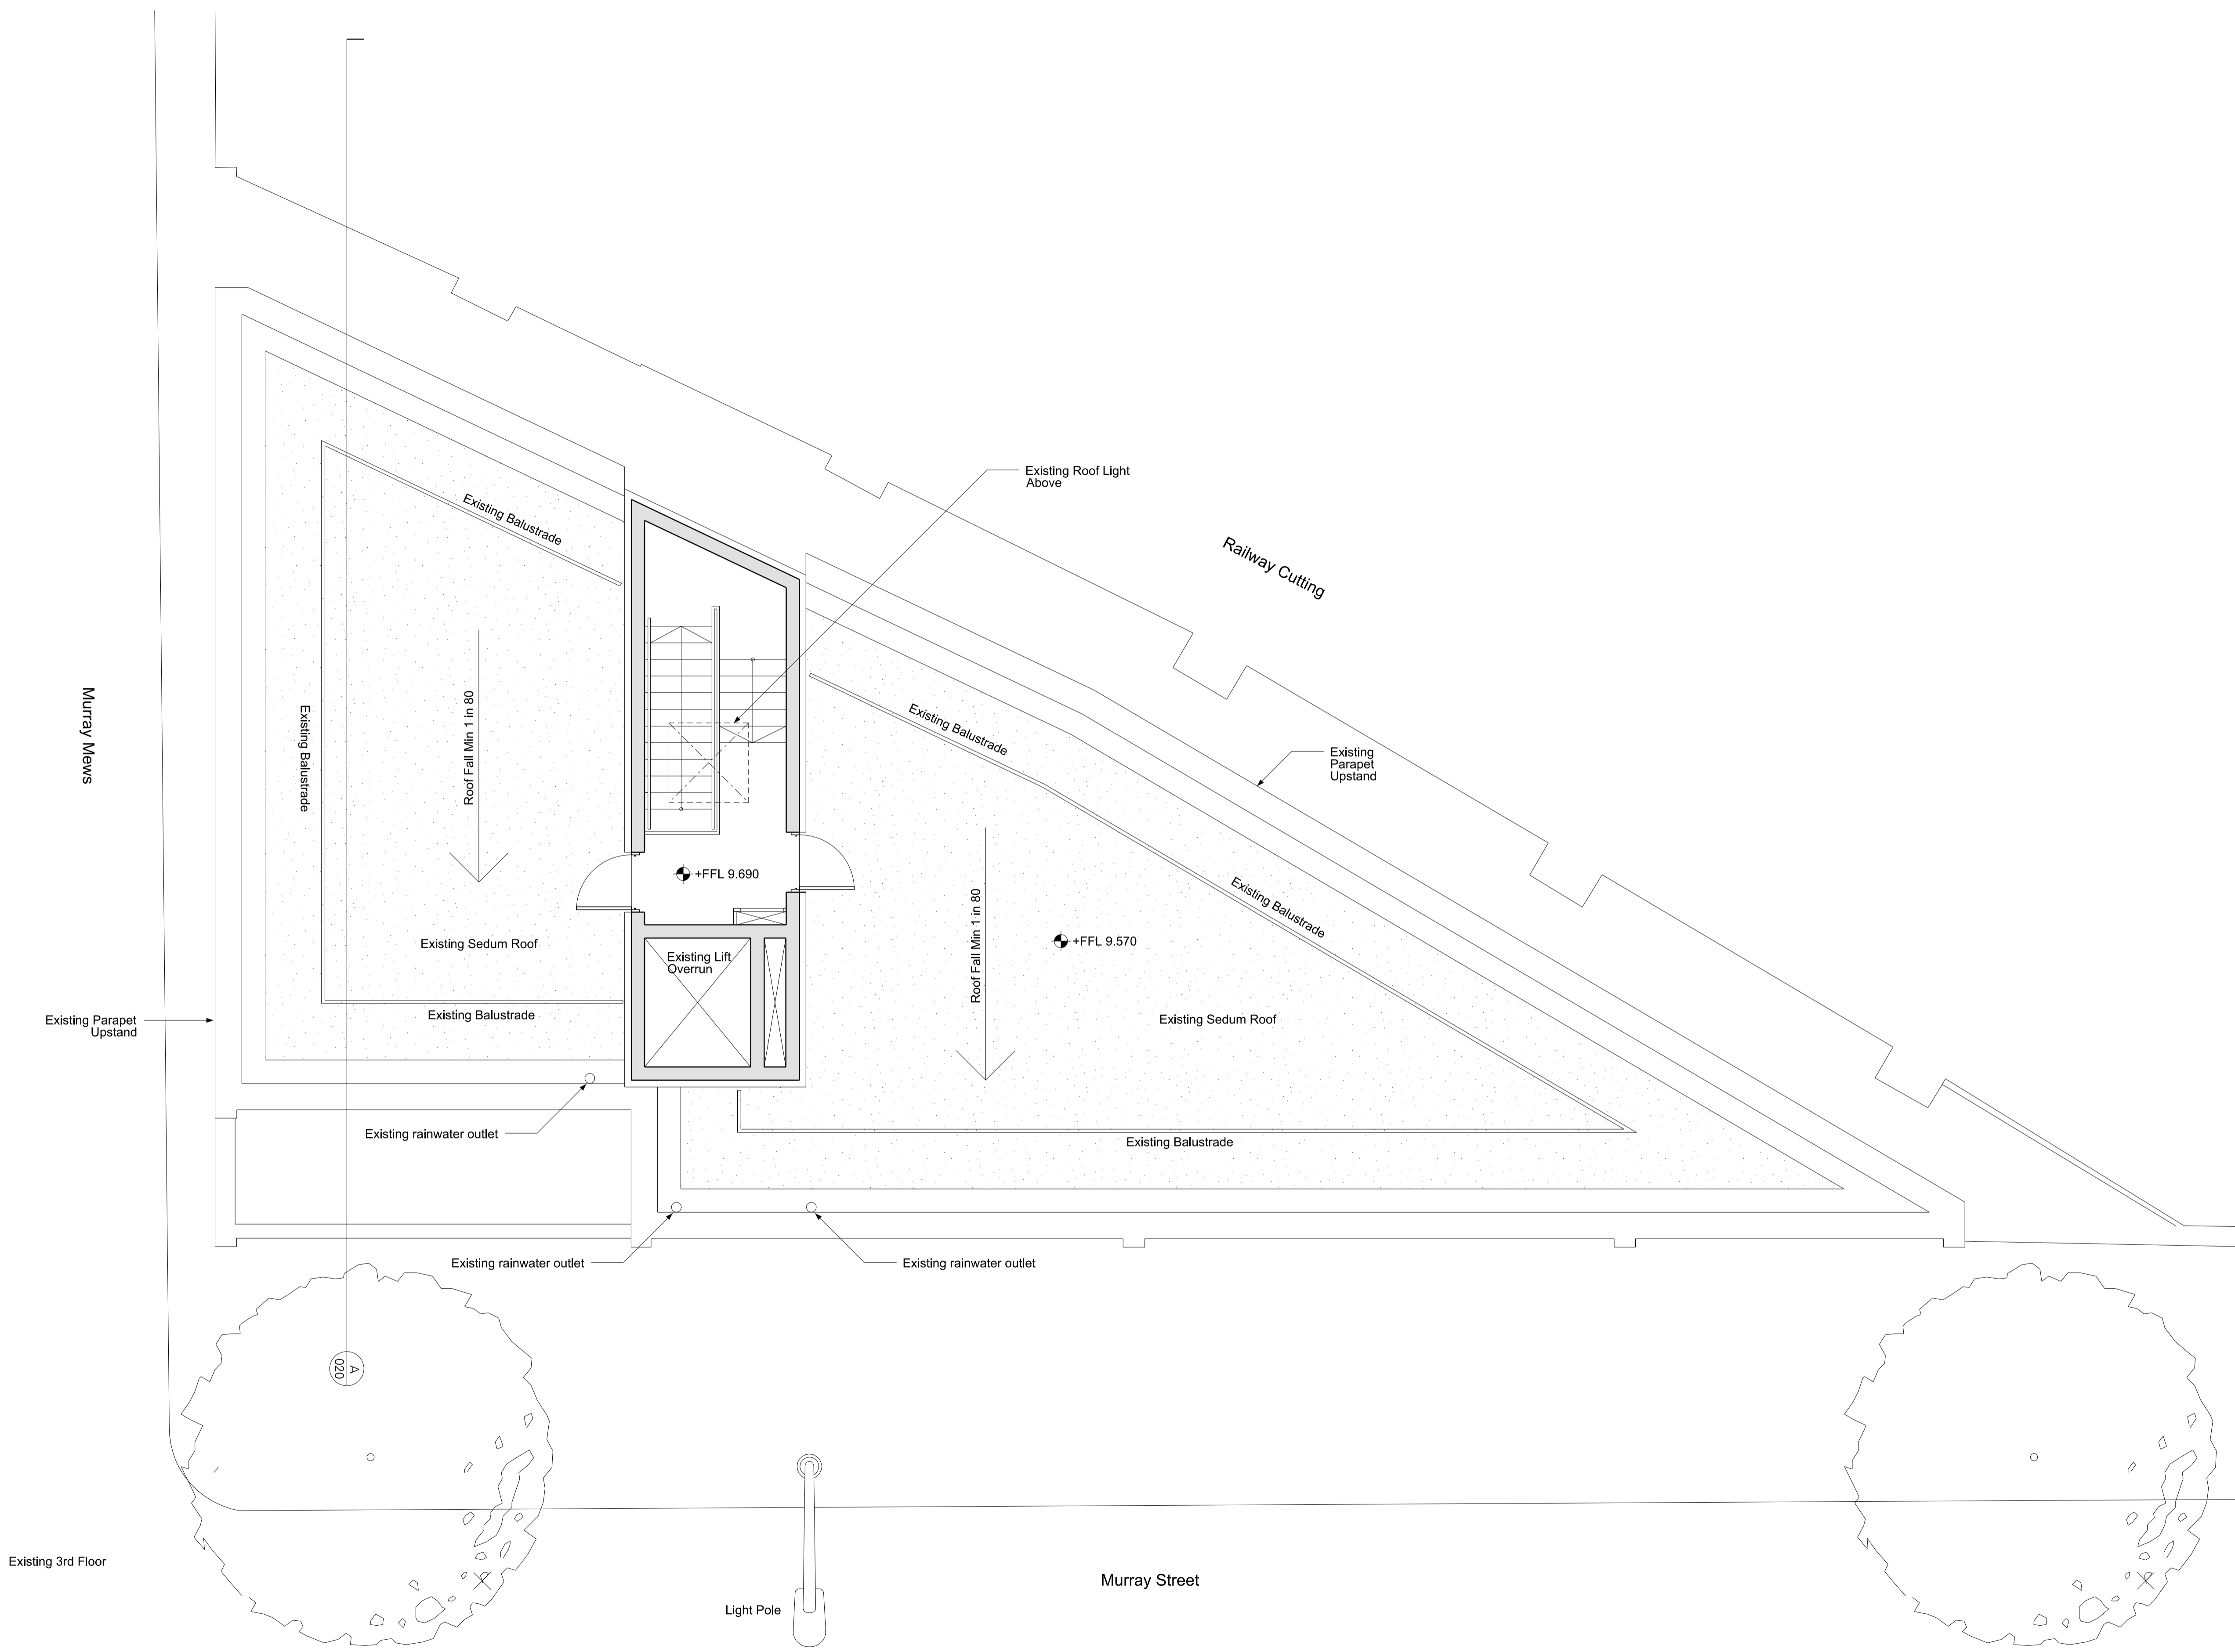 Existing Roof Light
Above
Existing Balustrade
Railway Cutting
Murray Mews
Existing Balustrade
Roof Fall Min 1 in 80
Existing Balustrade
Existing
Parapet
Upstand
+FFL 9.690
Existing Balustrade
Roof Fall Min 1 in 80
+FFL 9.570
Existing Sedum Roof
Existing Lift
Overrun
Existing Parapet
Upstand
Existing Balustrade
Existing Sedum Roof
Existing rainwater outlet
Existing Balustrade
Existing rainwater outlet
Existing rainwater outlet
A
020
Existing 3rd Floor
Murray Street
Light Pole